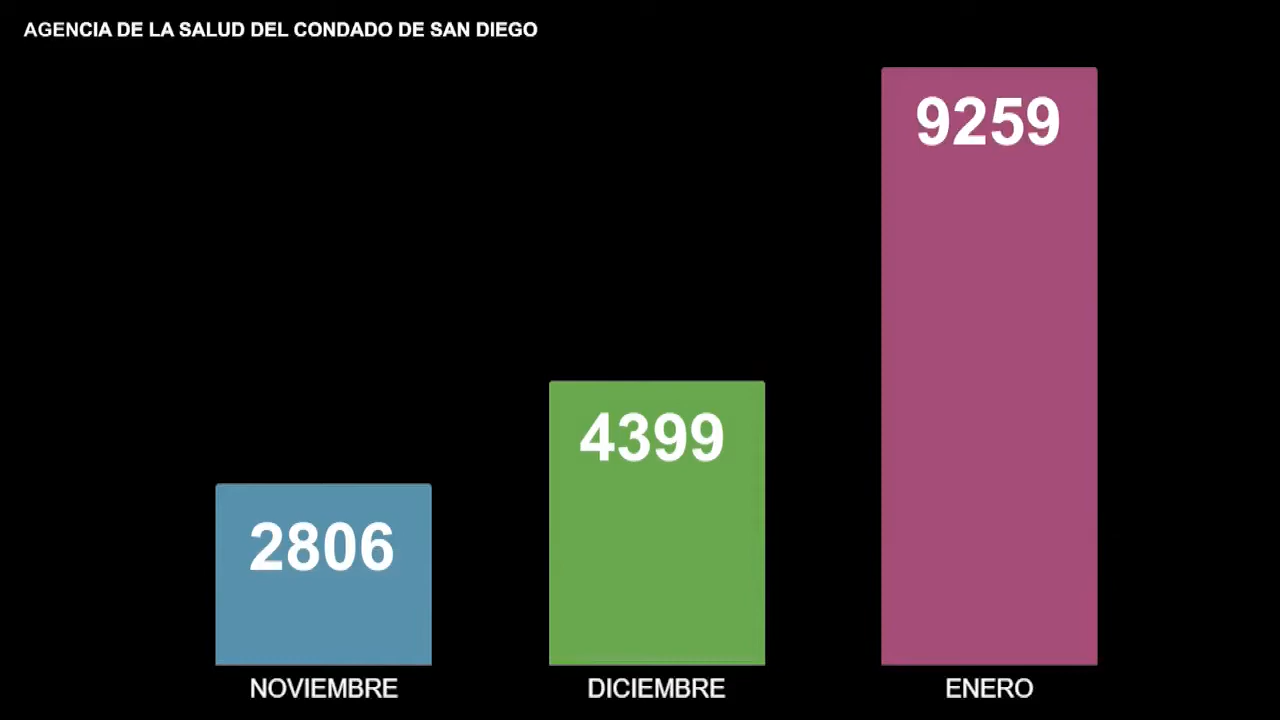 AGENCIA DE LA SALUD DEL CONDADO DE SAN DIEGO
9259
4399
2806
NOVIEMBRE
DICIEMBRE
ENERO